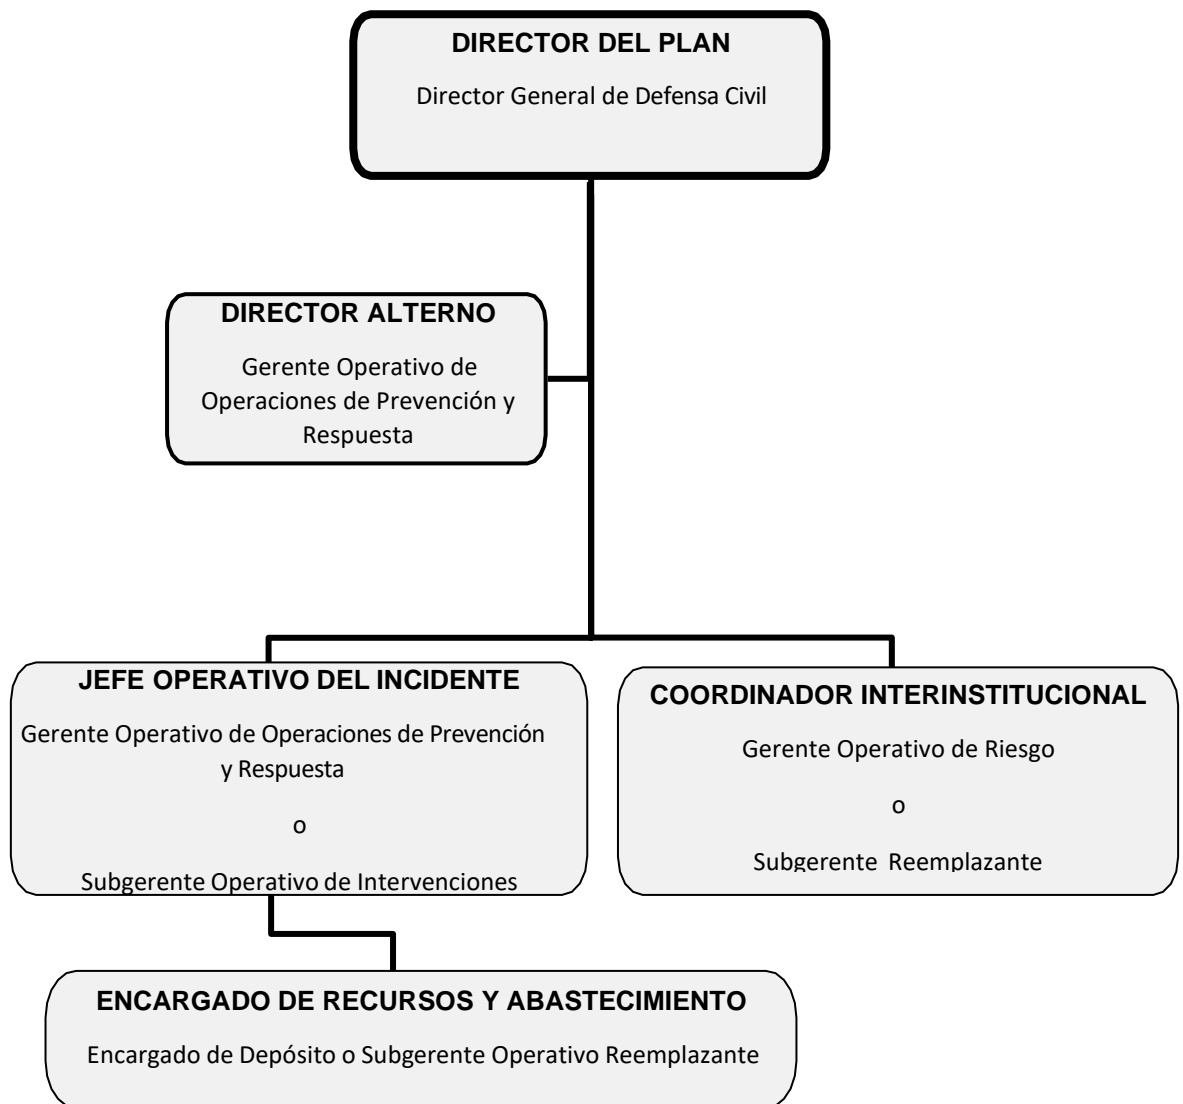 DIRECTOR DEL PLAN
Director General de Defensa Civil
DIRECTOR ALTERNO
Gerente Operativo de
Operaciones de Prevención y
Respuesta
JEFE OPERATIVO DEL INCIDENTE
Gerente Operativo de Operaciones de Prevención
y Respuesta
o
Subgerente Operativo de Intervenciones
COORDINADOR INTERINSTITUCIONAL
Gerente Operativo de Riesgo
o
Subgerente Reemplazante
ENCARGADO DE RECURSOS Y ABASTECIMIENTO
Encargado de Depósito o Subgerente Operativo Reemplazante